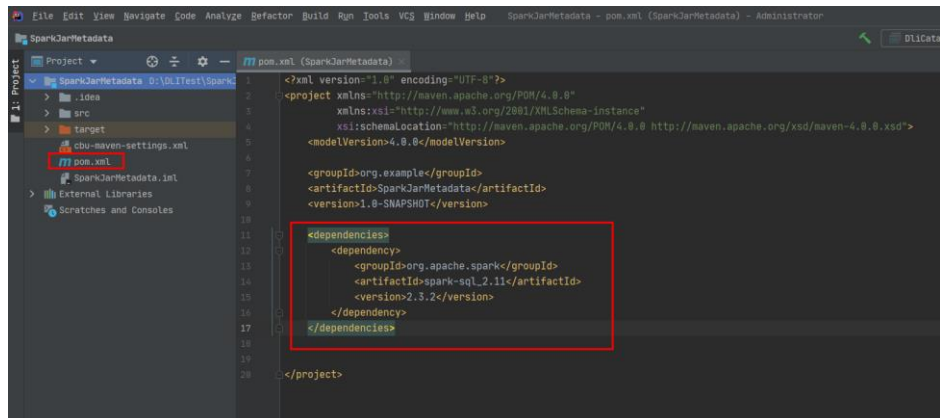 File Edit View Navigate Code Analyze Refactor Build Run Tools VCS Window Help SparkJarMetadata - pom.xml (SparkJarMetadata) - Administrator
SparkJarMetadata
DliCata
1: Project
Project
pom.xml (SparkJarMetadata)
SparkJarMetadata D:\DLITest\SparkJ
.idea
src
target
cbu-maven-settings.xml
pom.xml
SparkJarMetadata.iml
External Libraries
Scratches and Consoles
1 <?xml version="1.0" encoding="UTF-8"?>
2 <project xmlns="http://maven.apache.org/POM/4.0.0"
3 xmlns:xsi="http://www.w3.org/2001/XMLSchema-instance"
4 xsi:schemaLocation="http://maven.apache.org/POM/4.0.0 http://maven.apache.org/xsd/maven-4.0.0.xsd">
5 <modelVersion>4.0.0</modelVersion>
6
7 <groupId>org.example</groupId>
8 <artifactId>SparkJarMetadata</artifactId>
9 <version>1.0-SNAPSHOT</version>
10
11 <dependencies>
12 <dependency>
13 <groupId>org.apache.spark</groupId>
14 <artifactId>spark-sql_2.11</artifactId>
15 <version>2.3.2</version>
16 </dependency>
17 </dependencies>
18
19
20 </project>